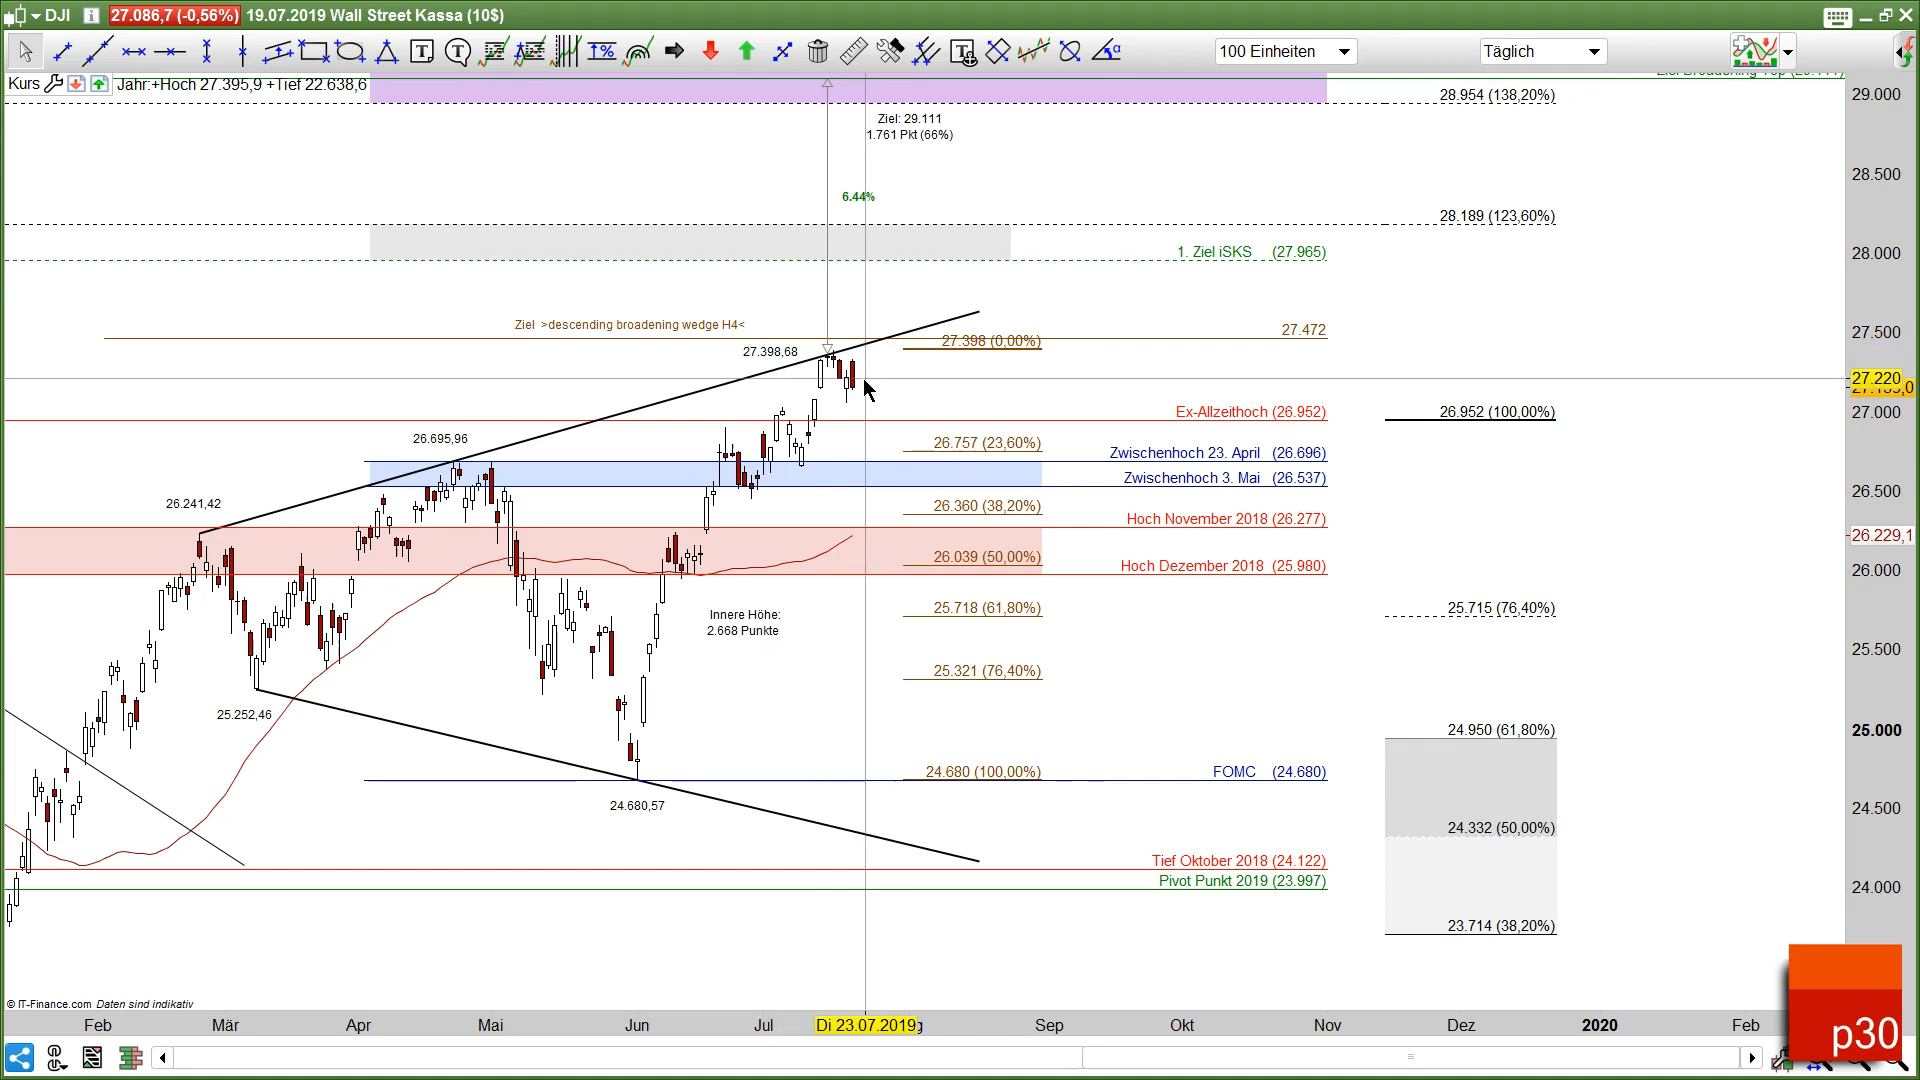 DJI 27.086,7 (-0,56%) 19.07.2019 Wall Street Kassa (10$)
100 Einheiten
Täglich
Kurs Jahr:+Hoch 27.395,9 +Tief 22.638,6
28.954 (138,20%)
29.000
Ziel: 29.111
1.761 Pkt (66%)
28.500
6.44%
28.189 (123,60%)
1. Ziel iSKS (27.965)
28.000
Ziel >descending broadening wedge H4<
27.472
27.500
27.398 (0,00%)
27.398,68
27.220
Ex-Allzeithoch (26.952)
26.952 (100,00%)
27.000
26.695,96
26.757 (23,60%)
Zwischenhoch 23. April (26.696)
Zwischenhoch 3. Mai (26.537)
26.500
26.241,42
26.360 (38,20%)
Hoch November 2018 (26.277)
26.229,1
26.039 (50,00%)
Hoch Dezember 2018 (25.980)
26.000
Innere Höhe:
2.668 Punkte
25.718 (61,80%)
25.715 (76,40%)
25.500
25.321 (76,40%)
25.252,46
24.950 (61,80%)
25.000
24.680 (100,00%)
FOMC (24.680)
24.680,57
24.500
24.332 (50,00%)
Tief Oktober 2018 (24.122)
Pivot Punkt 2019 (23.997)
24.000
23.714 (38,20%)
© IT-Finance.com Daten sind indikativ
Feb Mär Apr Mai Jun Jul Di 23.07.2019 Sep Okt Nov Dez 2020 Feb
p30